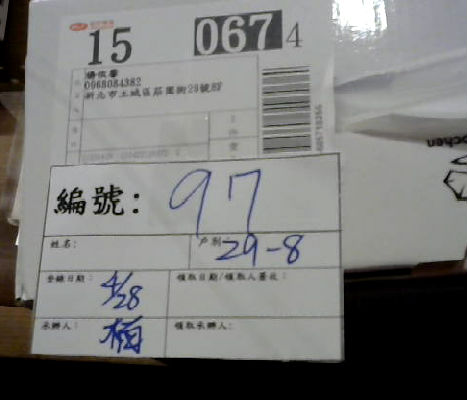 15
067 4
0968084382
新北市土城區莊園街29號8F
編號: 97
姓名:
戶別 29-8
登錄日期: 4/28
領取日期/領取人簽收:
承辦人: 楠
領取承辦人: